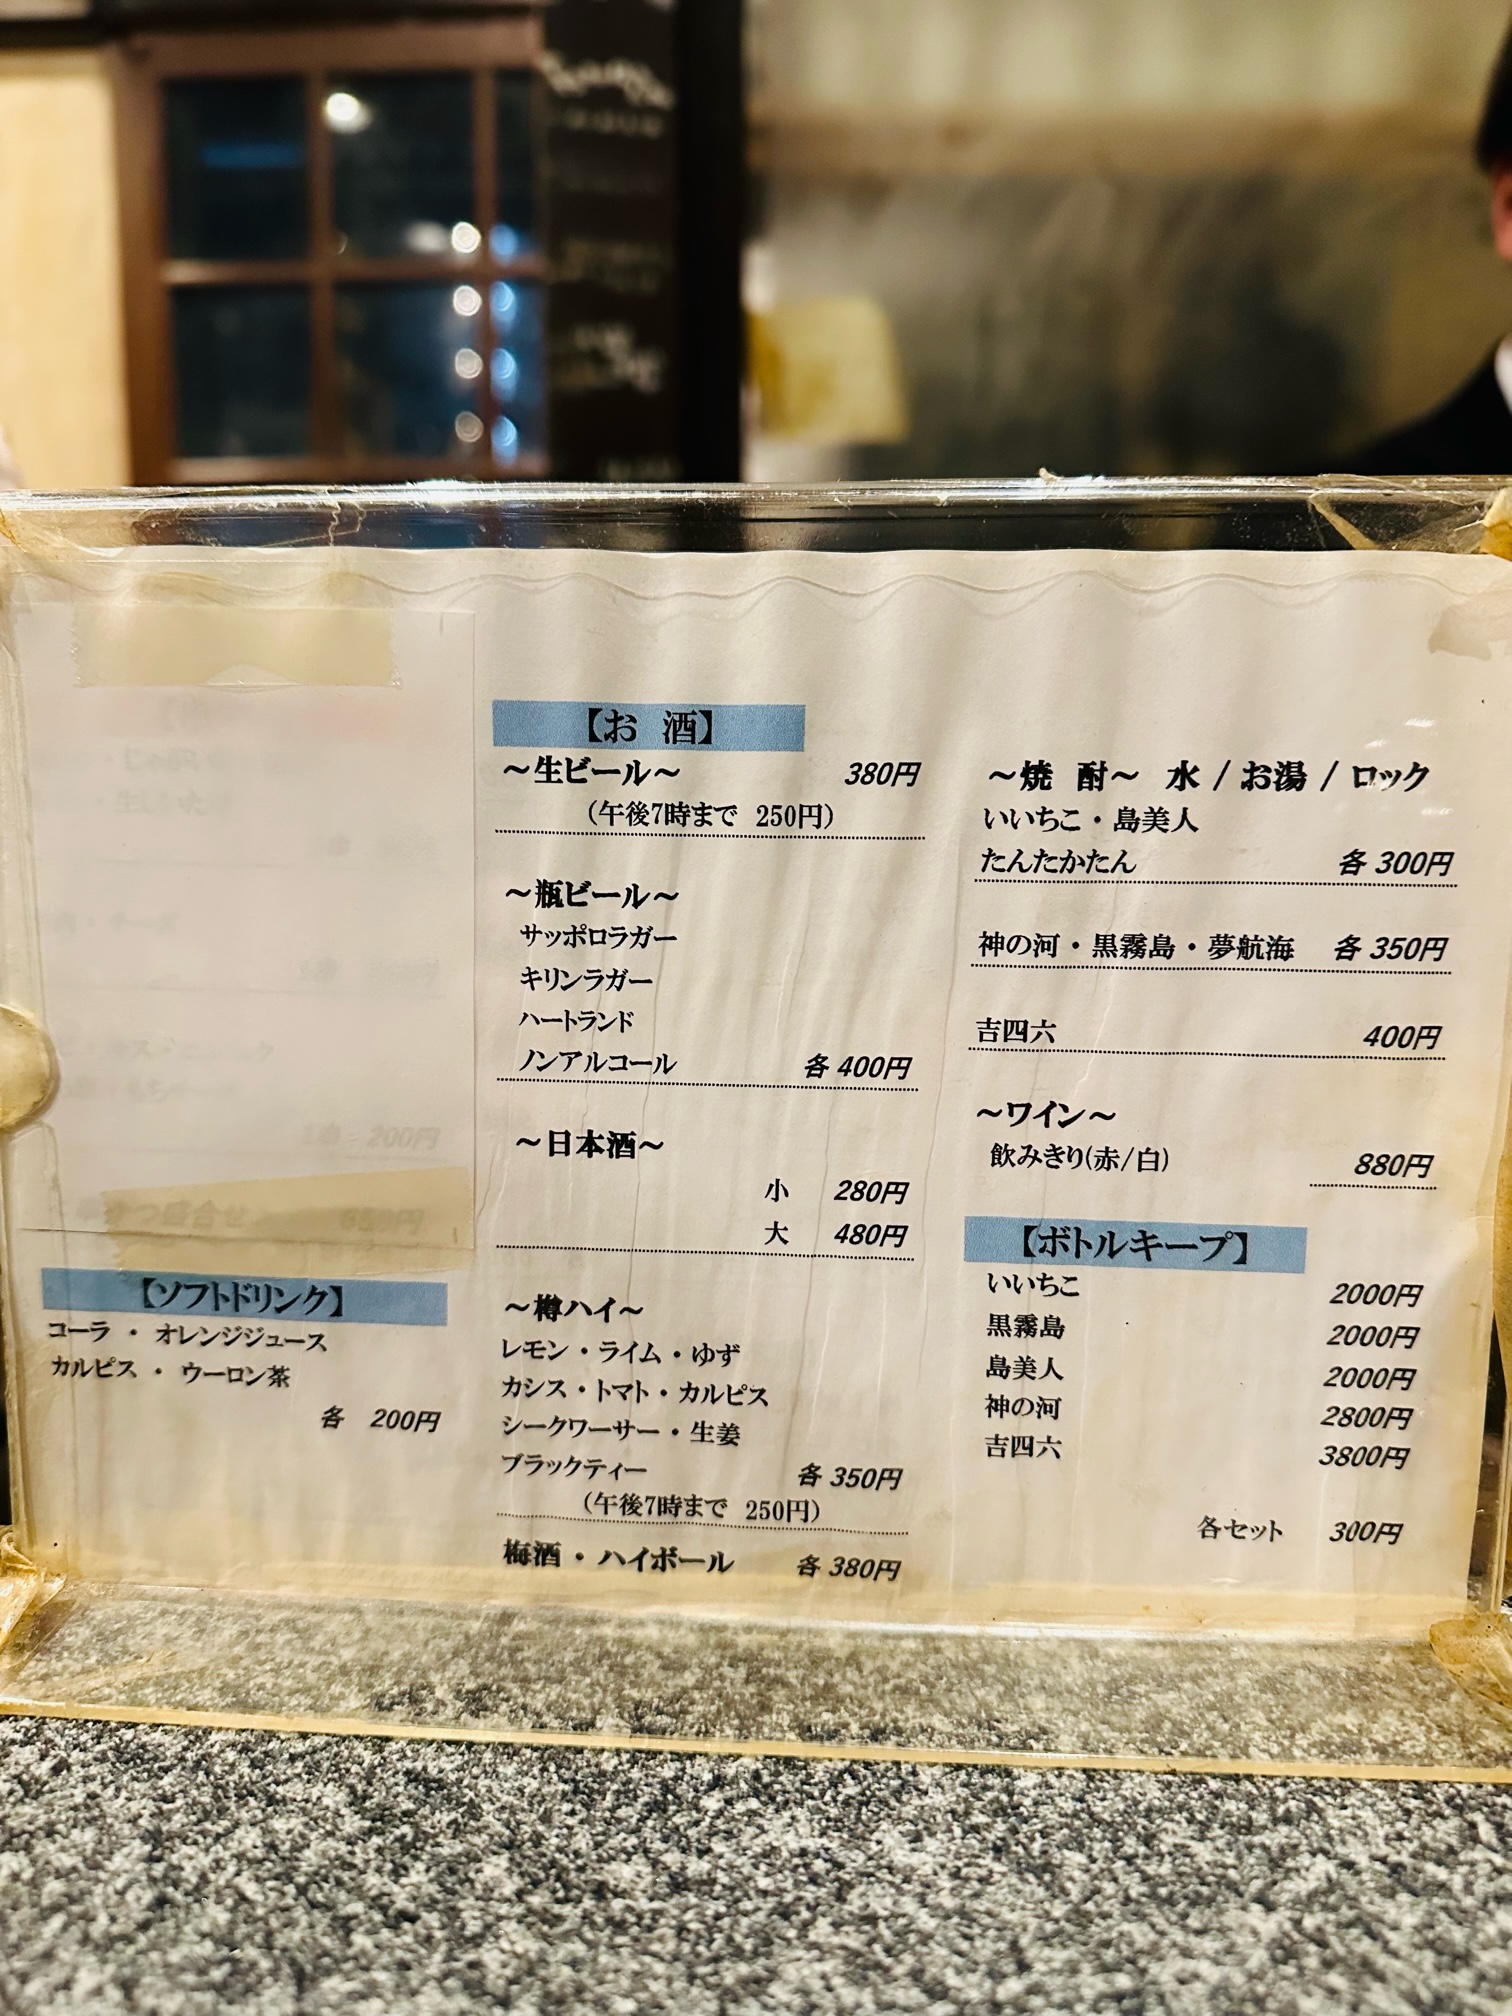 【お 酒】
～生ビール～ 380円
（午後7時まで 250円）
～瓶ビール～
サッポロラガー
キリンラガー
ハートランド
ノンアルコール 各 400円
～日本酒～
小 280円
大 480円
～樽ハイ～
レモン・ライム・ゆず
カシス・トマト・カルピス
シークワーサー・生姜
ブラックティー 各 350円
（午後7時まで 250円）
梅酒・ハイボール 各 380円
～焼 酎～ 水 / お湯 / ロック
いいちこ・島美人
たんたかたん 各 300円
神の河・黒霧島・夢航海 各 350円
吉四六 400円
～ワイン～
飲みきり(赤/白) 880円
【ボトルキープ】
いいちこ 2000円
黒霧島 2000円
島美人 2000円
神の河 2800円
吉四六 3800円
各セット 300円
【ソフトドリンク】
コーラ ・ オレンジジュース
カルピス ・ ウーロン茶
各 200円